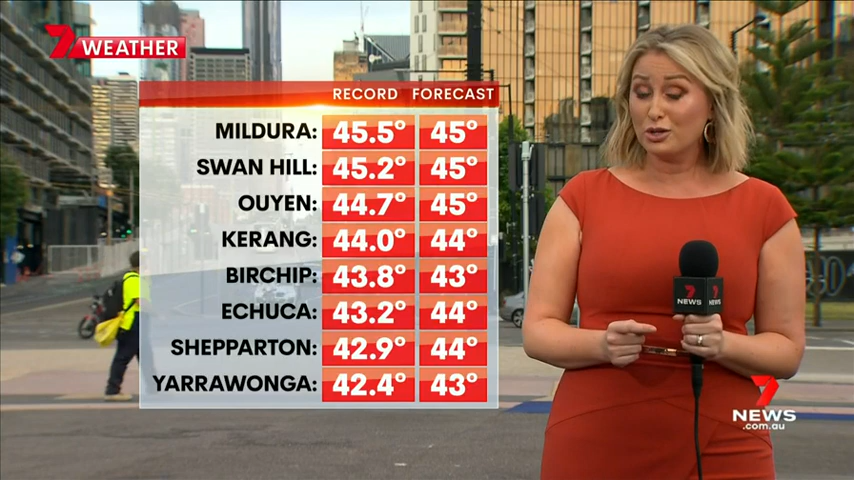 7 WEATHER
RECORD FORECAST
MILDURA: 45.5° 45°
SWAN HILL: 45.2° 45°
OUYEN: 44.7° 45°
KERANG: 44.0° 44°
BIRCHIP: 43.8° 43°
ECHUCA: 43.2° 44°
SHEPPARTON: 42.9° 44°
YARRAWONGA: 42.4° 43°
7
NEWS
7
NEWS
7
NEWS
.com.au